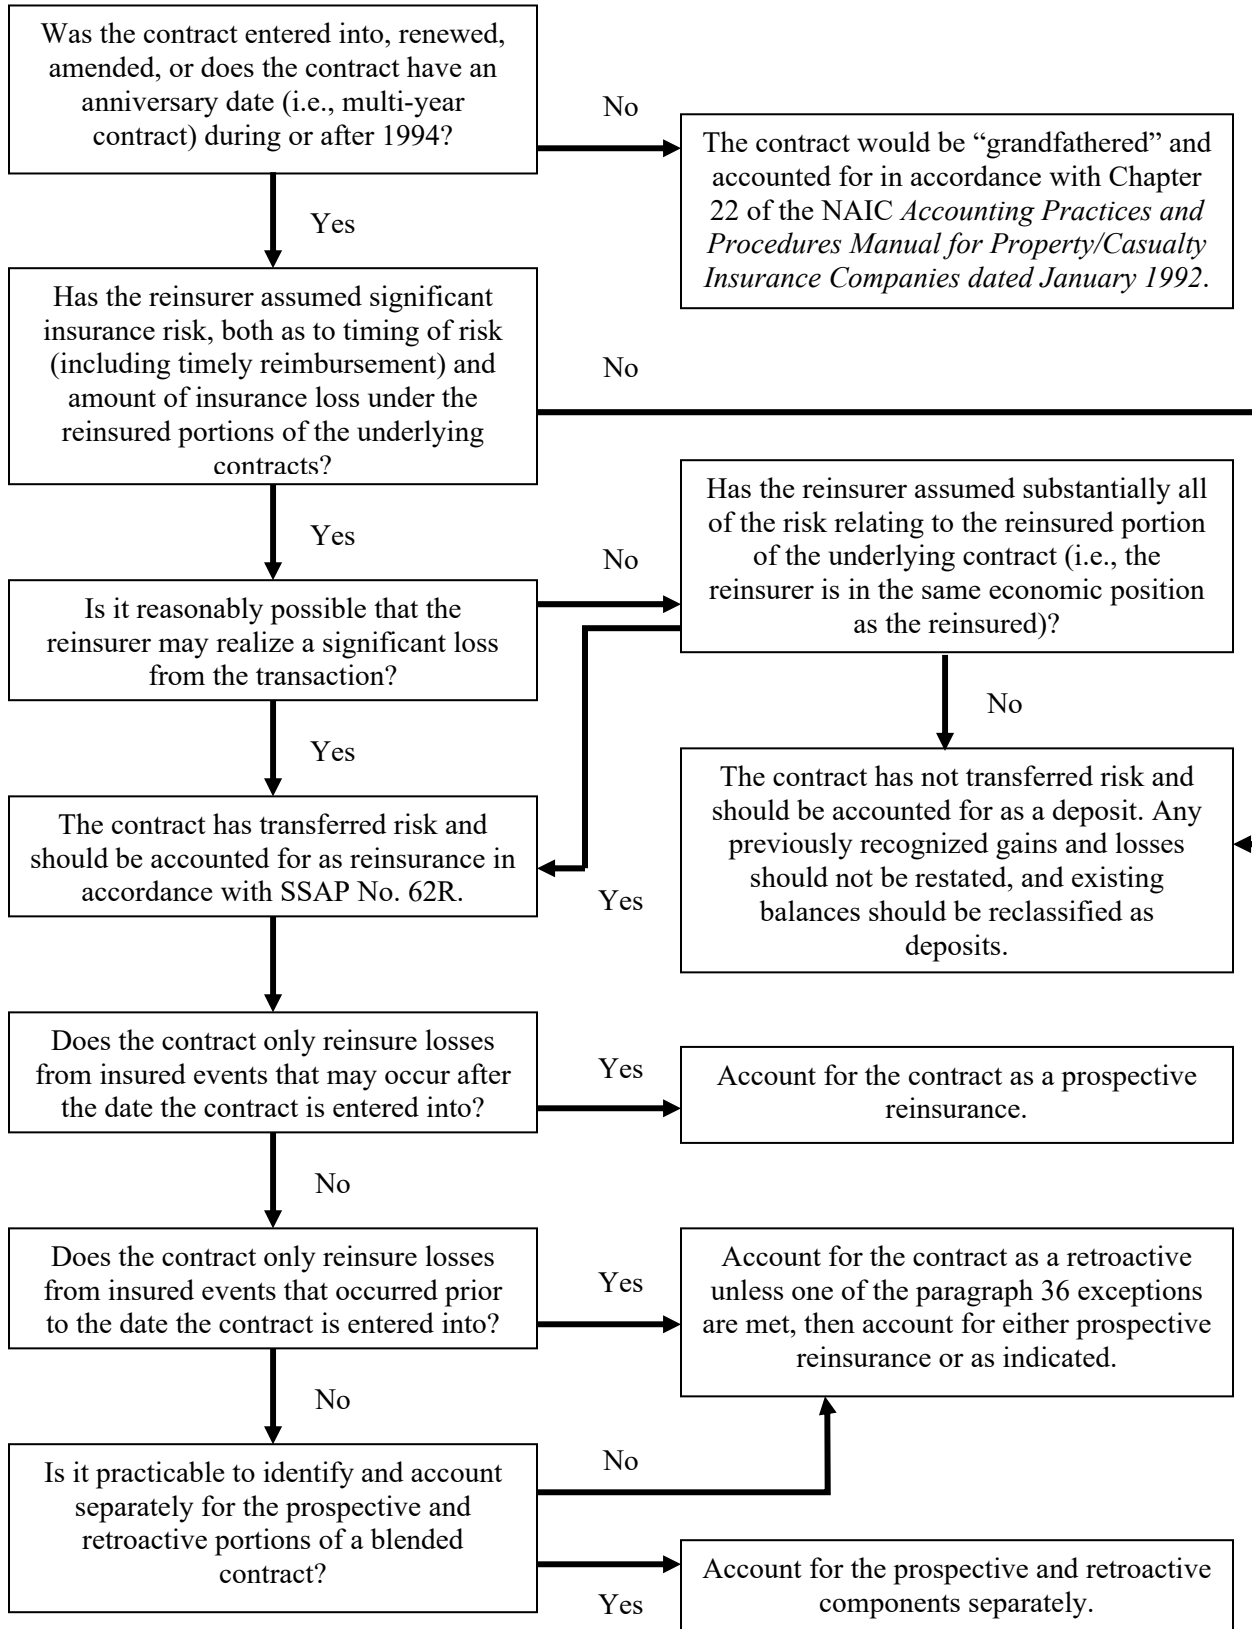 Was the contract entered into, renewed,
amended, or does the contract have an
anniversary date (i.e., multi-year
contract) during or after 1994?
No
The contract would be “grandfathered” and
accounted for in accordance with Chapter
22 of the NAIC Accounting Practices and
Procedures Manual for Property/Casualty
Insurance Companies dated January 1992.
Yes
Has the reinsurer assumed significant
insurance risk, both as to timing of risk
(including timely reimbursement) and
amount of insurance loss under the
reinsured portions of the underlying
contracts?
No
Yes
Has the reinsurer assumed substantially all
of the risk relating to the reinsured portion
of the underlying contract (i.e., the
reinsurer is in the same economic position
as the reinsured)?
No
Is it reasonably possible that the
reinsurer may realize a significant loss
from the transaction?
No
Yes
The contract has not transferred risk and
should be accounted for as a deposit. Any
previously recognized gains and losses
should not be restated, and existing
balances should be reclassified as
deposits.
The contract has transferred risk and
should be accounted for as reinsurance in
accordance with SSAP No. 62R.
Yes
Does the contract only reinsure losses
from insured events that may occur after
the date the contract is entered into?
Yes
Account for the contract as a prospective
reinsurance.
No
Does the contract only reinsure losses
from insured events that occurred prior
to the date the contract is entered into?
Yes
Account for the contract as a retroactive
unless one of the paragraph 36 exceptions
are met, then account for either prospective
reinsurance or as indicated.
No
Is it practicable to identify and account
separately for the prospective and
retroactive portions of a blended
contract?
No
Yes
Account for the prospective and retroactive
components separately.